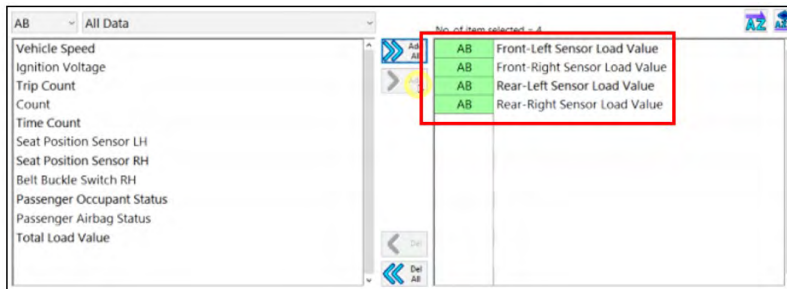 AB All Data
No. of item selected = 4
AZ
Vehicle Speed
Ignition Voltage
Trip Count
Count
Time Count
Seat Position Sensor LH
Seat Position Sensor RH
Belt Buckle Switch RH
Passenger Occupant Status
Passenger Airbag Status
Total Load Value
Add All
Del
Del All
AB Front-Left Sensor Load Value
AB Front-Right Sensor Load Value
AB Rear-Left Sensor Load Value
AB Rear-Right Sensor Load Value